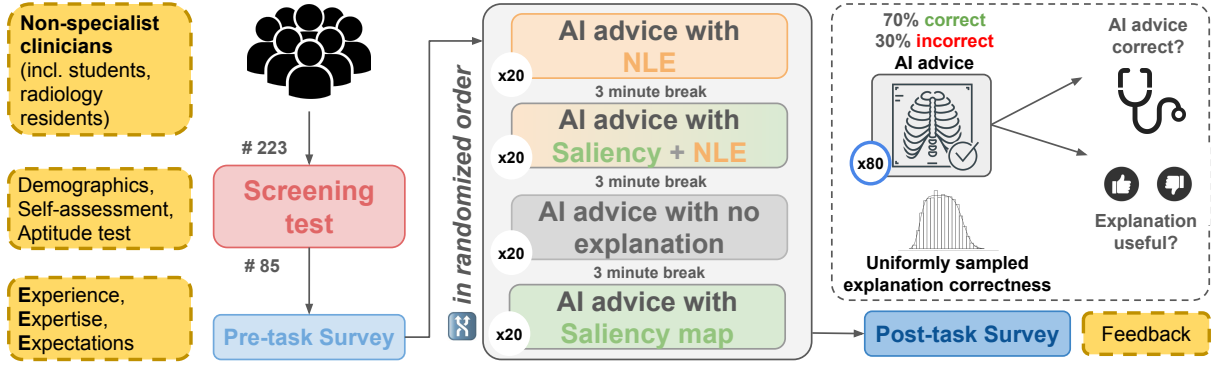 Non-specialist
clinicians
(incl. students,
radiology
residents)
# 223
Demographics,
Self-assessment,
Aptitude test
Screening
test
# 85
Experience,
Expertise,
Expectations
Pre-task Survey
in randomized order
AI advice with
NLE
x20
3 minute break
AI advice with
Saliency + NLE
x20
3 minute break
AI advice with no
explanation
x20
3 minute break
AI advice with
Saliency map
x20
70% correct
30% incorrect
AI advice
x80
AI advice
correct?
Explanation
useful?
Uniformly sampled
explanation correctness
Post-task Survey
Feedback